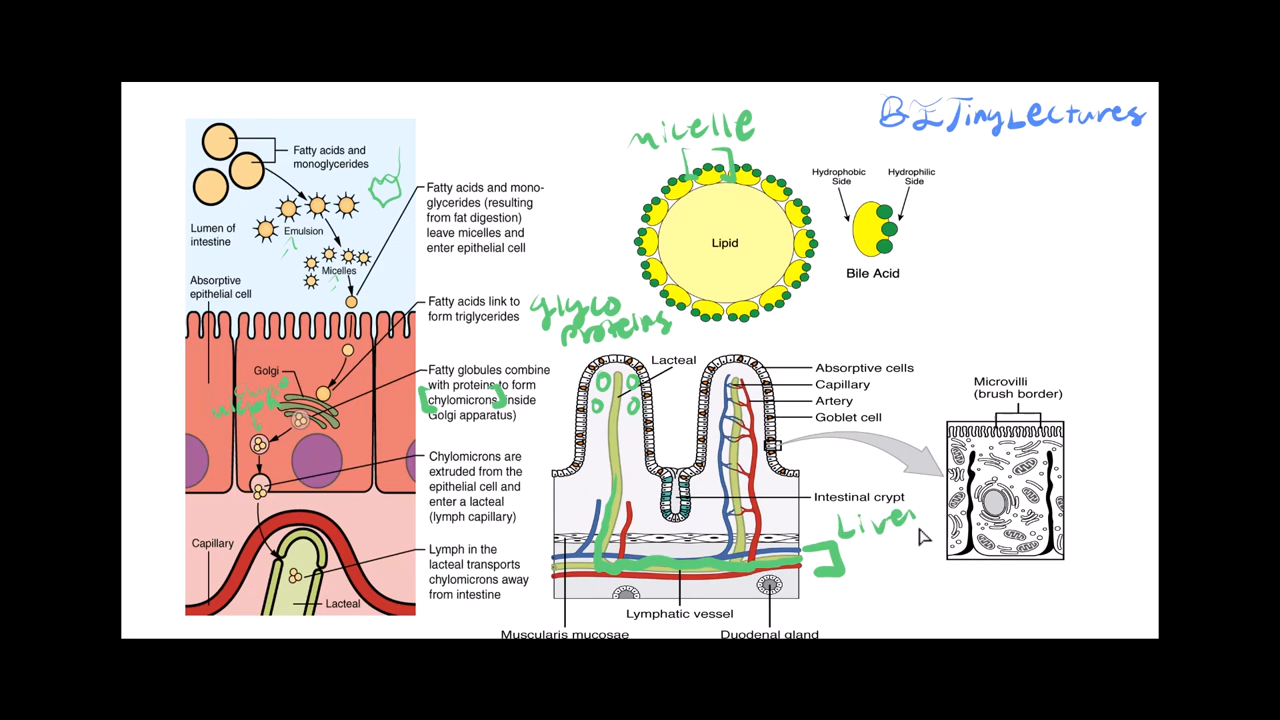 BI Tiny Lectures
micelle
Fatty acids and
monoglycerides
Lumen of
intestine
Emulsion
Micelles
Absorptive
epithelial cell
Golgi
Capillary
Lacteal
Fatty acids and mono-
glycerides (resulting
from fat digestion)
leave micelles and
enter epithelial cell
Fatty acids link to
form triglycerides
Fatty globules combine
with proteins to form
chylomicrons (inside
Golgi apparatus)
Chylomicrons are
extruded from the
epithelial cell and
enter a lacteal
(lymph capillary)
Lymph in the
lacteal transports
chylomicrons away
from intestine
Lipid
Hydrophobic
Side
Hydrophilic
Side
Bile Acid
glyco
proteins
Lacteal
Absorptive cells
Capillary
Artery
Goblet cell
Intestinal crypt
Liver
Lymphatic vessel
Muscularis mucosae
Duodenal gland
Microvilli
(brush border)